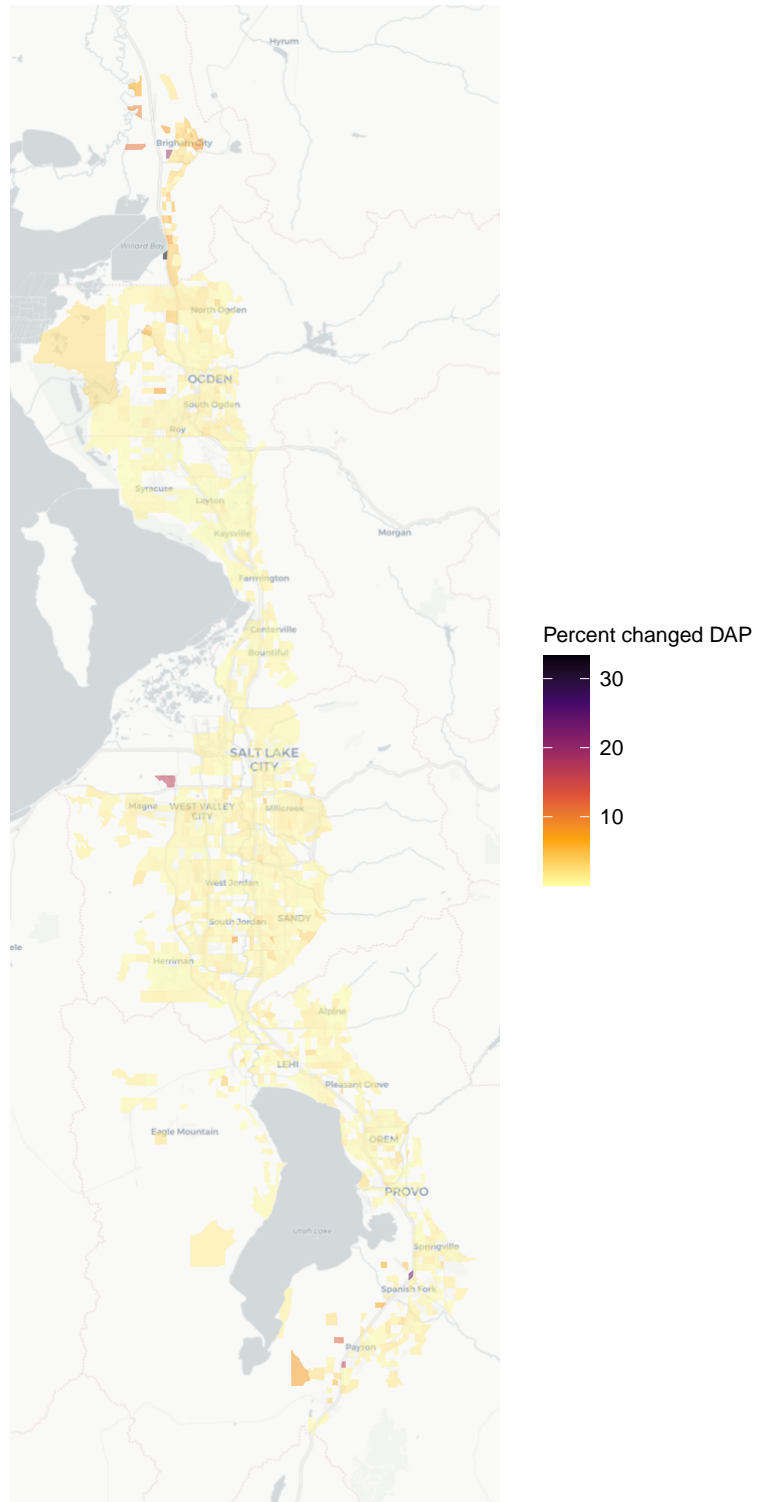 Hyrum
Brigham City
Willard Bay
North Ogden
OGDEN
South Ogden
Roy
Syracuse
Layton
Kaysville
Morgan
Farmington
Centerville
Bountiful
Percent changed DAP
30
20
10
SALT LAKE
CITY
Magna
WEST VALLEY
CITY
Millcreek
West Jordan
South Jordan
SANDY
ele
Herriman
Alpine
LEHI
Pleasant Grove
Eagle Mountain
OREM
PROVO
Utah Lake
Springville
Spanish Fork
Payson